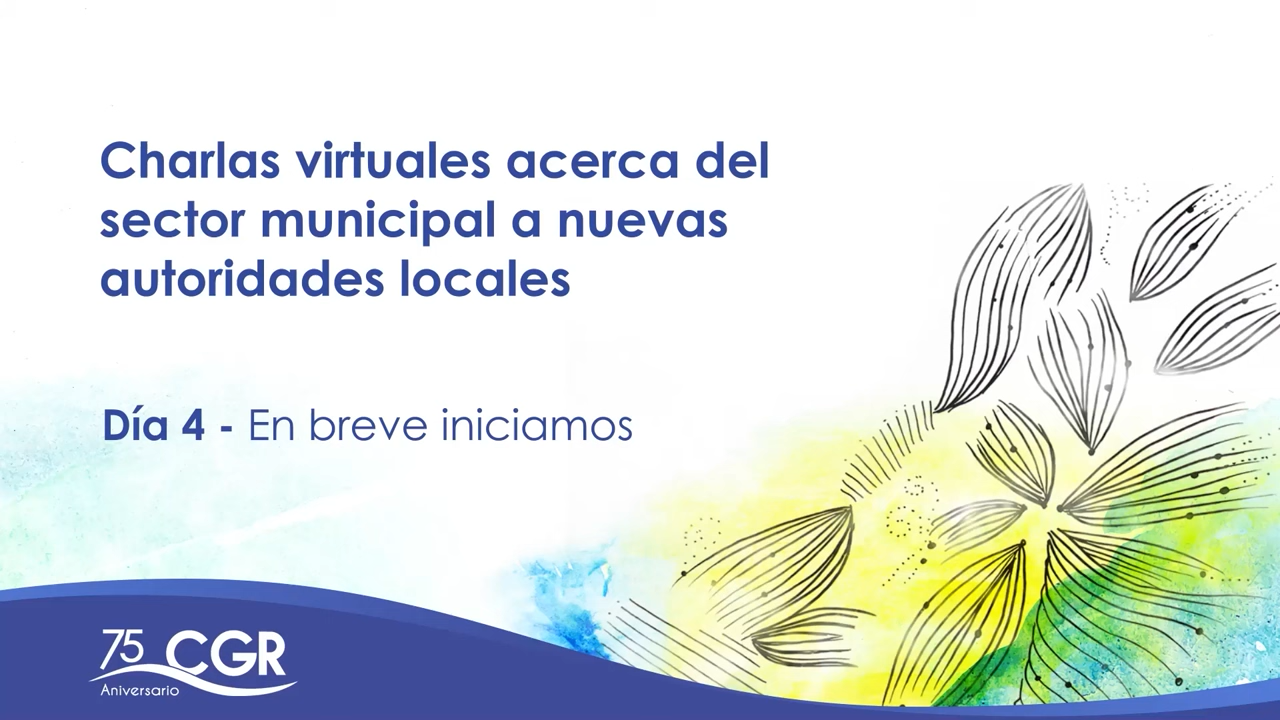 Charlas virtuales acerca del
sector municipal a nuevas
autoridades locales
Día 4 - En breve iniciamos
75 CGR
Aniversario